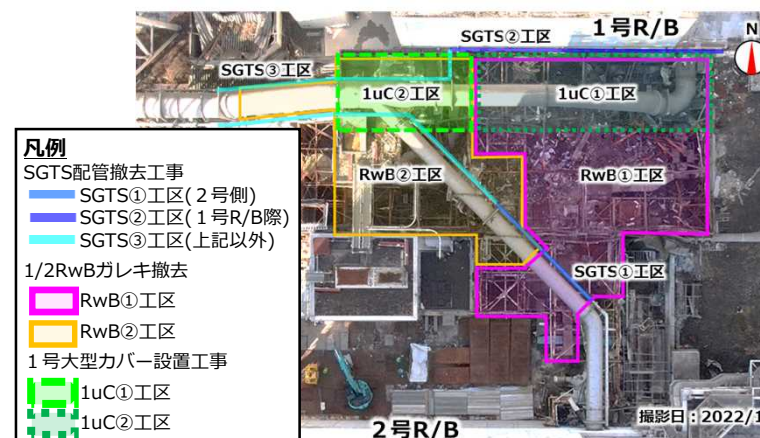 SGTS②工区
1号R/B
N
SGTS③工区
1uC②工区
1uC①工区
RwB②工区
RwB①工区
SGTS①工区
凡例
SGTS配管撤去工事
SGTS①工区(２号側)
SGTS②工区(１号R/B際)
SGTS③工区(上記以外)
1/2RwBガレキ撤去
RwB①工区
RwB②工区
１号大型カバー設置工事
1uC①工区
1uC②工区
2号R/B
撮影日：2022/1